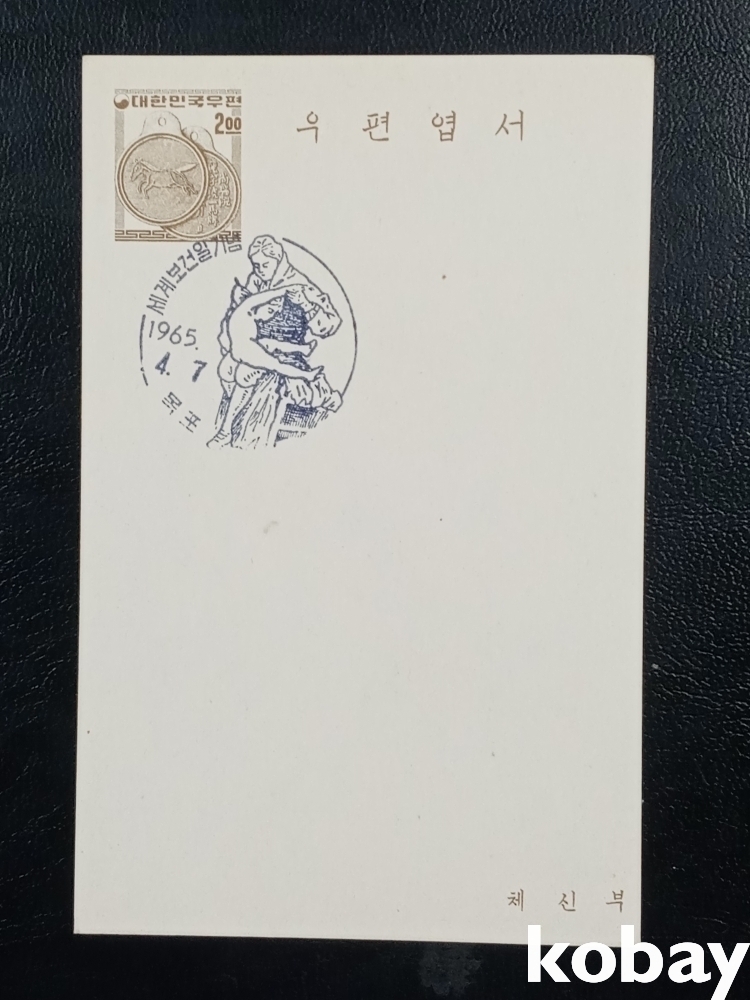 대한민국우편
2.00
우편엽서
세계보건일기념
1965.
4. 7
목포
체신부
kobay